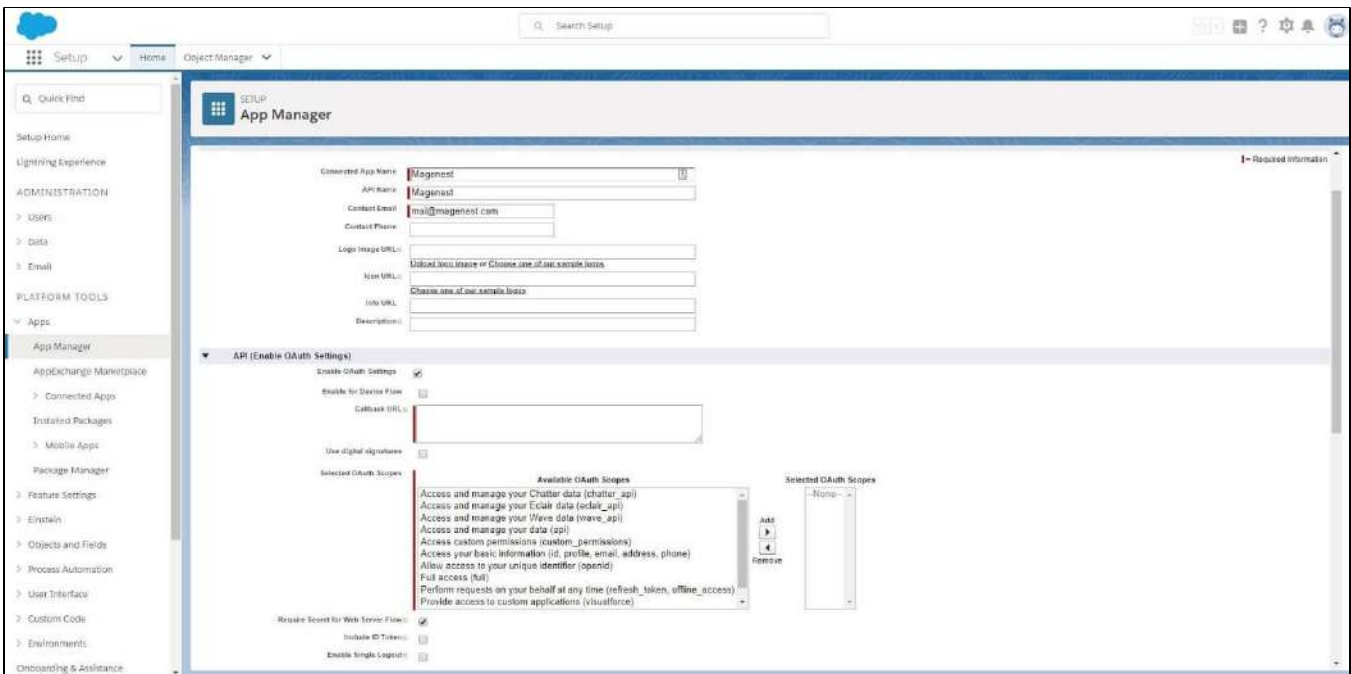 Search Setup
Setup
Home
Object Manager
Quick Find
Setup Home
Lightning Experience
ADMINISTRATION
Users
Data
Email
PLATFORM TOOLS
Apps
App Manager
AppExchange Marketplace
Connected Apps
Installed Packages
Mobile Apps
Package Manager
Feature Settings
Einstein
Objects and Fields
Process Automation
User Interface
Custom Code
Environments
Onboarding & Assistance
SETUP
App Manager
= Required Information
Connected App Name Magenest
API Name Magenest
Contact Email mai@magenest.com
Contact Phone
Logo Image URL
Upload logo image or Choose one of our sample logos
Icon URL
Choose one of our sample logos
Info URL
Description
API (Enable OAuth Settings)
Enable OAuth Settings
Enable for Device Flow
Callback URL
Use digital signatures
Selected OAuth Scopes
Available OAuth Scopes
Access and manage your Chatter data (chatter_api)
Access and manage your Eclair data (eclair_api)
Access and manage your Wave data (wave_api)
Access and manage your data (api)
Access custom permissions (custom_permissions)
Access your basic information (id, profile, email, address, phone)
Allow access to your unique identifier (openid)
Full access (full)
Perform requests on your behalf at any time (refresh_token, offline_access)
Provide access to custom applications (visualforce)
Add
Remove
Selected OAuth Scopes
--None--
Require Secret for Web Server Flow
Include ID Token
Enable Single Logout